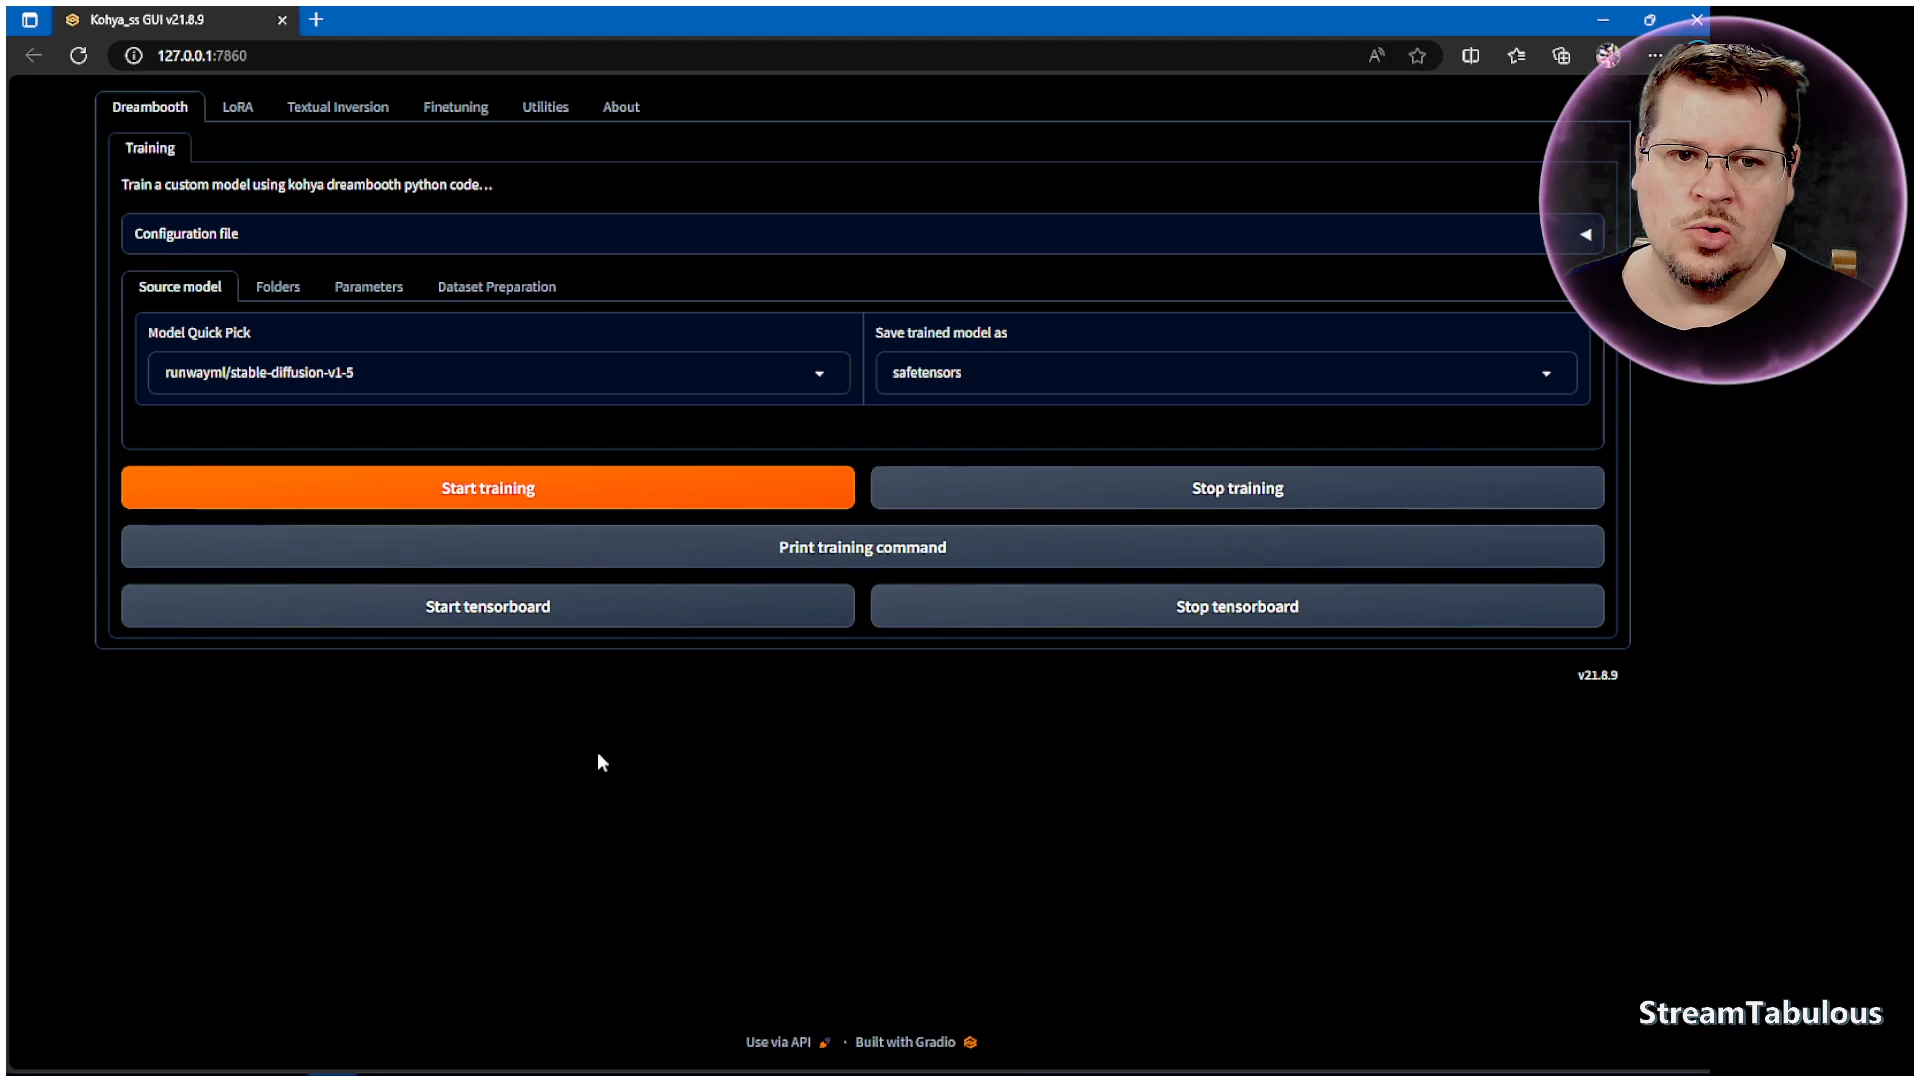 Kohya_ss GUI v21.8.9
127.0.0.1:7860
Dreambooth LoRA Textual Inversion Finetuning Utilities About
Training
Train a custom model using kohya dreambooth python code...
Configuration file
Source model Folders Parameters Dataset Preparation
Model Quick Pick
runwayml/stable-diffusion-v1-5
Save trained model as
safetensors
Start training
Stop training
Print training command
Start tensorboard
Stop tensorboard
v21.8.9
StreamTabulous
Use via API · Built with Gradio